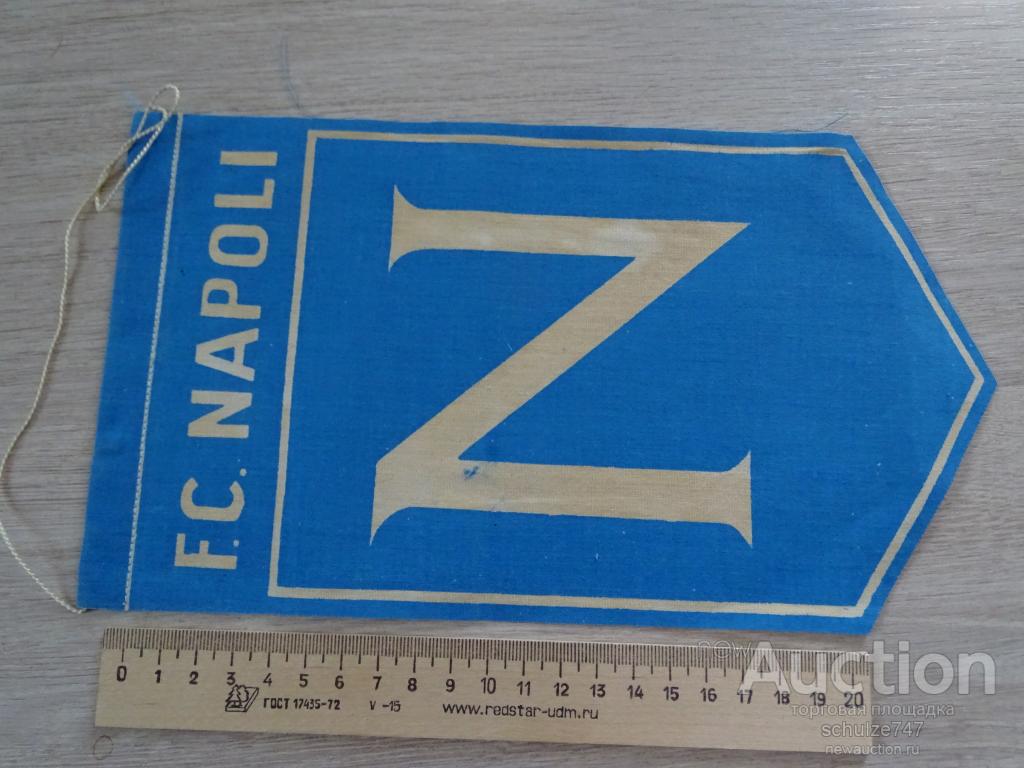 F.C. NAPOLI
N
0 1 2 3 4 5 6 7 8 9 10 11 12 13 14 15 16 17 18 19 20
ГОСТ 17435-72 V-15 www.redstar-udm.ru
Auction
торговая площадка
schulze747
newauction.ru